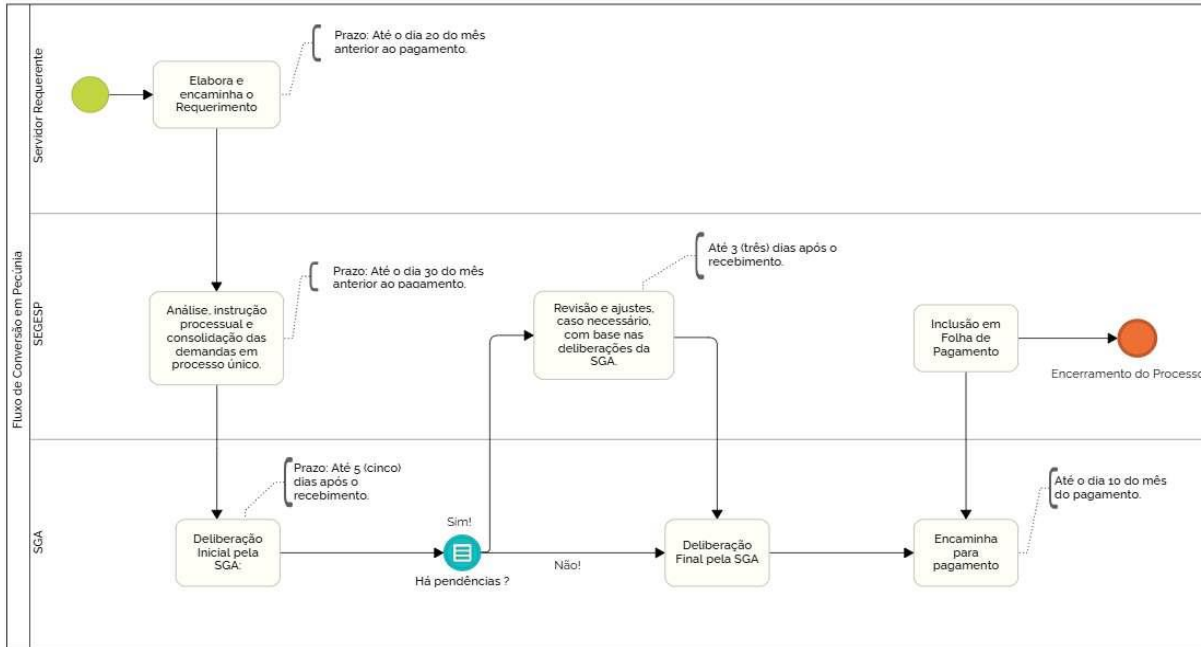 Fluxo de Conversão em Pecúnia
Servidor Requerente
Elabora e
encaminha o
Requerimento
Prazo: Até o dia 20 do mês
anterior ao pagamento.
SEGESP
Análise, instrução
processual e
consolidação das
demandas em
processo único.
Prazo: Até o dia 30 do mês
anterior ao pagamento.
Revisão e ajustes,
caso necessário,
com base nas
deliberações da
SGA.
Até 3 (três) dias após o
recebimento.
Inclusão em
Folha de
Pagamento
Encerramento do Processo
SGA
Deliberação
Inicial pela
SGA:
Prazo: Até 5 (cinco)
dias após o
recebimento.
Sim!
Há pendências ?
Não!
Deliberação
Final pela SGA
Encaminha
para
pagamento
Até o dia 10 do mês
do pagamento.